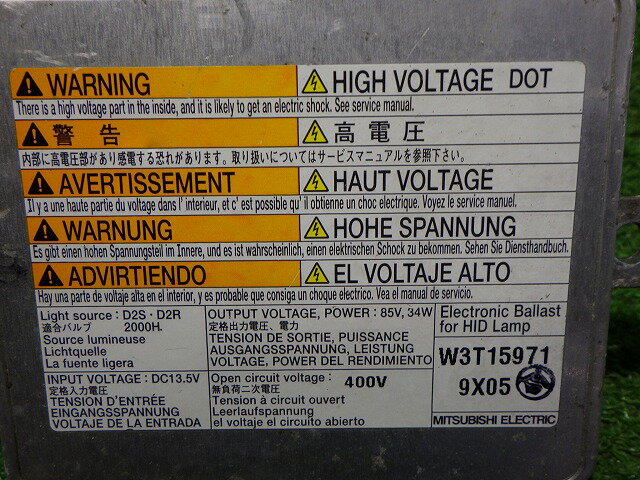 WARNING HIGH VOLTAGE DOT
There is a high voltage part in the inside, and it is likely to get an electric shock. See service manual.
警告 高電圧
内部に高電圧部があり感電する恐れがあります。取り扱いについてはサービスマニュアルを参照下さい。
AVERTISSEMENT HAUT VOLTAGE
Il y a une haute partie du voltage dans l' interieur, et c' est possible qu' il obtienne un choc electrique. Voyez le service manuel.
WARNUNG HOHE SPANNUNG
Es gibt einen hohen Spannungsteil im Innere, und es ist wahrscheinlich, einen elektrischen Schock zu bekommen. Sehen Sie Diensthandbuch.
ADVIRTIENDO EL VOLTAJE ALTO
Hay una parte de voltaje alta en el interior, y es probable que consiga un choque electrico. Vea el manual de servicio.
Light source : D2S・D2R
適合バルブ 2000H.
Source lumineuse
Lichtquelle
La fuente ligera
INPUT VOLTAGE : DC13.5V
定格入力電圧
TENSION D'ENTRÉE
EINGANGSSPANNUNG
VOLTAJE DE LA ENTRADA
OUTPUT VOLTAGE, POWER : 85V, 34W
定格出力電圧、電力
TENSION DE SORTIE, PUISSANCE
AUSGANGSSPANNUNG, LEISTUNG
VOLTAGE, POWER DEL RENDIMIENTO
Open circuit voltage : 400V
無負荷二次電圧
Tension à circuit ouvert
Leerlaufspannung
el voltaje el circuito abierto
Electronic Ballast
for HID Lamp
W3T15971
9X05
MITSUBISHI ELECTRIC